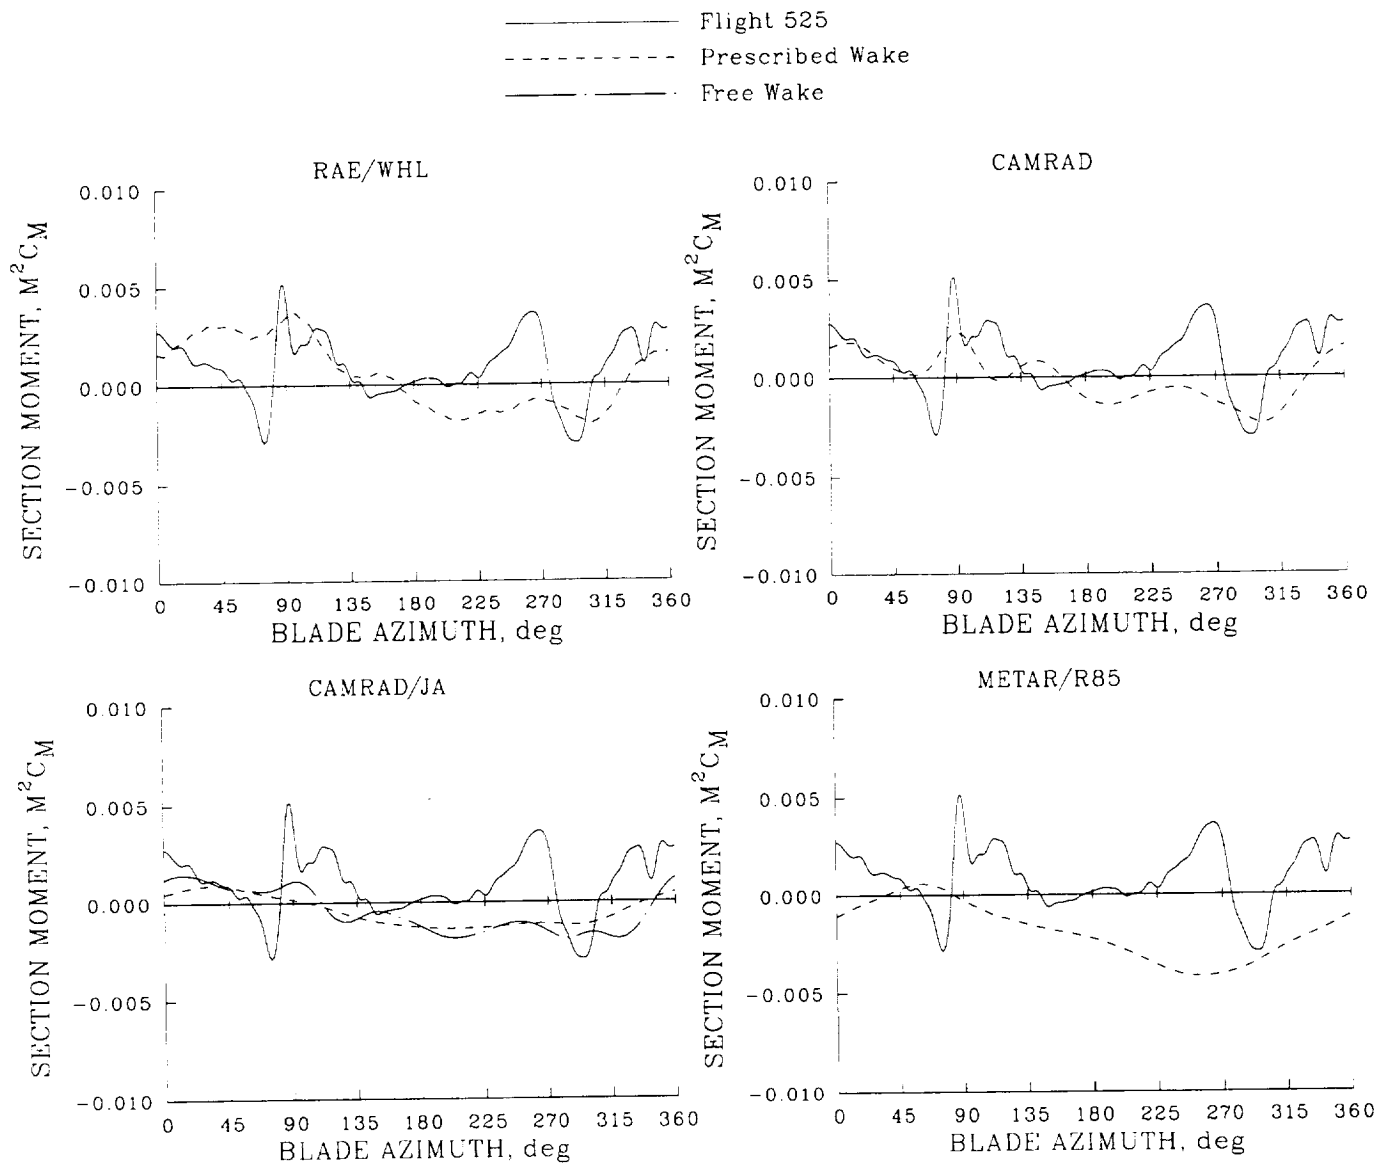 Flight 525
Prescribed Wake
Free Wake
RAE/WHL
0.010
0.005
0.000
-0.005
-0.010
SECTION MOMENT, M²C_M
0 45 90 135 180 225 270 315 360
BLADE AZIMUTH, deg
CAMRAD
0.010
0.005
0.000
-0.005
-0.010
SECTION MOMENT, M²C_M
0 45 90 135 180 225 270 315 360
BLADE AZIMUTH, deg
CAMRAD/JA
0.010
0.005
0.000
-0.005
-0.010
SECTION MOMENT, M²C_M
0 45 90 135 180 225 270 315 360
BLADE AZIMUTH, deg
METAR/R85
0.010
0.005
0.000
-0.005
-0.010
SECTION MOMENT, M²C_M
0 45 90 135 180 225 270 315 360
BLADE AZIMUTH, deg